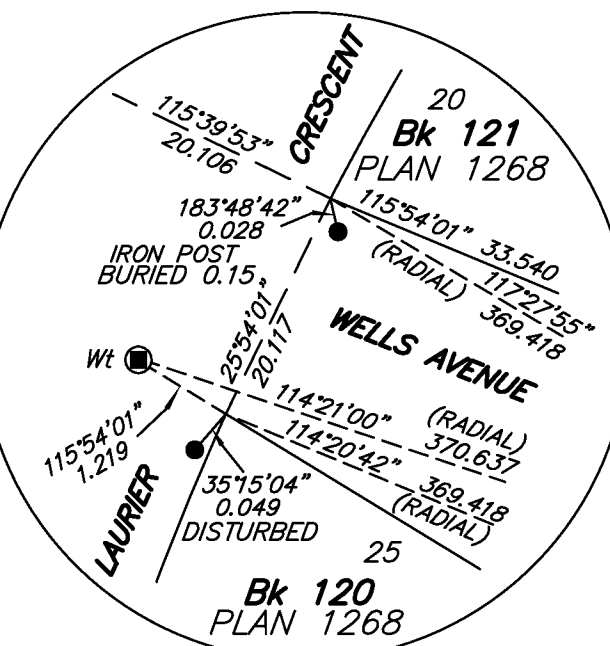 CRESCENT
20
Bk 121
PLAN 1268
115°39'53"
20.106
183°48'42"
0.028
IRON POST
BURIED 0.15
115°54'01" 33.540
(RADIAL) 117°27'55"
369.418
25°54'01"
20.117
WELLS AVENUE
Wt
114°21'00" (RADIAL)
370.637
114°20'42" 369.418
(RADIAL)
115°54'01"
1.219
LAURIER
35°15'04"
0.049
DISTURBED
25
Bk 120
PLAN 1268